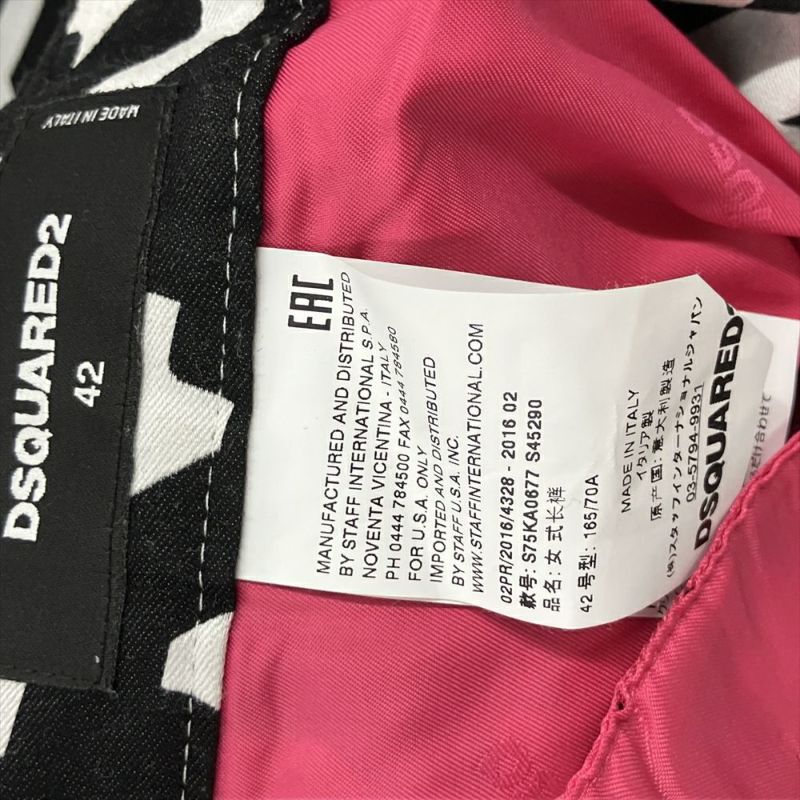 MADE IN ITALY
DSQUARED2
42
EAC
MANUFACTURED AND DISTRIBUTED
BY STAFF INTERNATIONAL S.P.A.
NOVENTA VICENTINA - ITALY
PH 0444 784500 FAX 0444 784580
FOR U.S.A. ONLY
IMPORTED AND DISTRIBUTED
BY STAFF U.S.A. INC.
WWW.STAFFINTERNATIONAL.COM
02PR/2016/4328 - 2016 02
款号: S75KA0677 S45290
品名: 女 式长裤
42 号型: 165/70A
MADE IN ITALY
イタリア製
原产国: 意大利制造
(株)スタッフインターナショナルジャパン
03-5794-9931
DSQUARED2